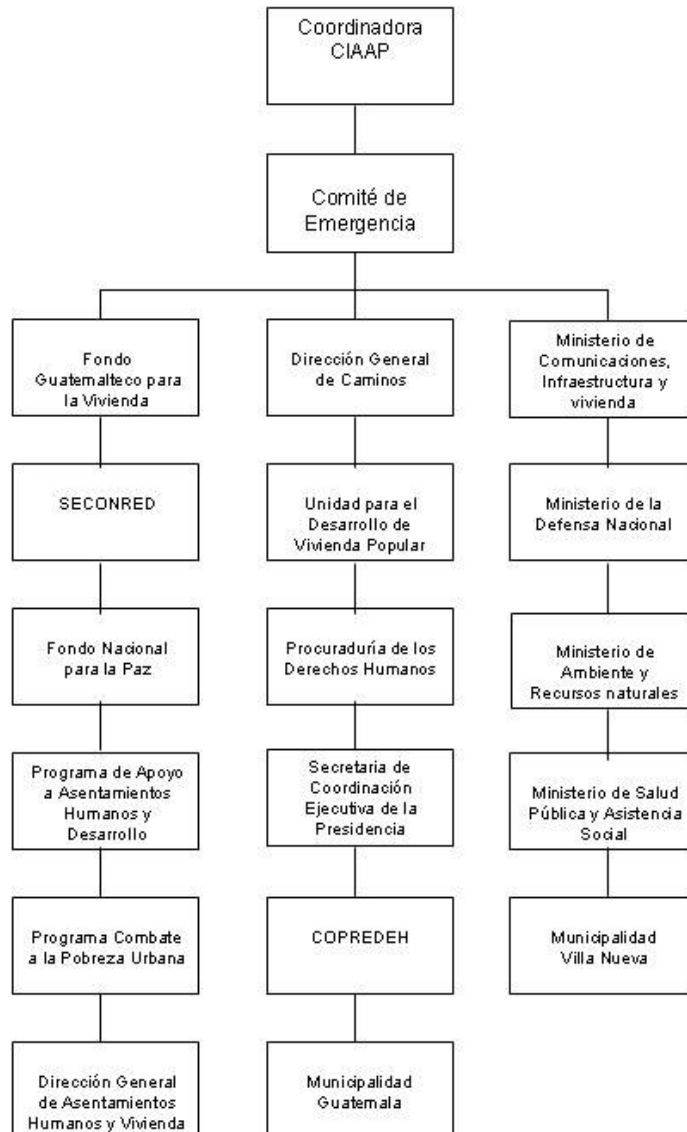 Coordinadora
CIAAP
Comité de
Emergencia
Fondo
Guatemalteco para
la Vivienda
Dirección General
de Caminos
Ministerio de
Comunicaciones,
Infraestructura y
vivienda
SECONRED
Unidad para el
Desarrollo de
Vivienda Popular
Ministerio de la
Defensa Nacional
Fondo Nacional
para la Paz
Procuraduría de los
Derechos Humanos
Ministerio de
Ambiente y
Recursos naturales
Programa de Apoyo
a Asentamientos
Humanos y
Desarrollo
Secretaria de
Coordinación
Ejecutiva de la
Presidencia
Ministerio de Salud
Pública y Asistencia
Social
Programa Combate
a la Pobreza Urbana
COPREDEH
Municipalidad
Villa Nueva
Dirección General
de Asentamientos
Humanos y Vivienda
Municipalidad
Guatemala